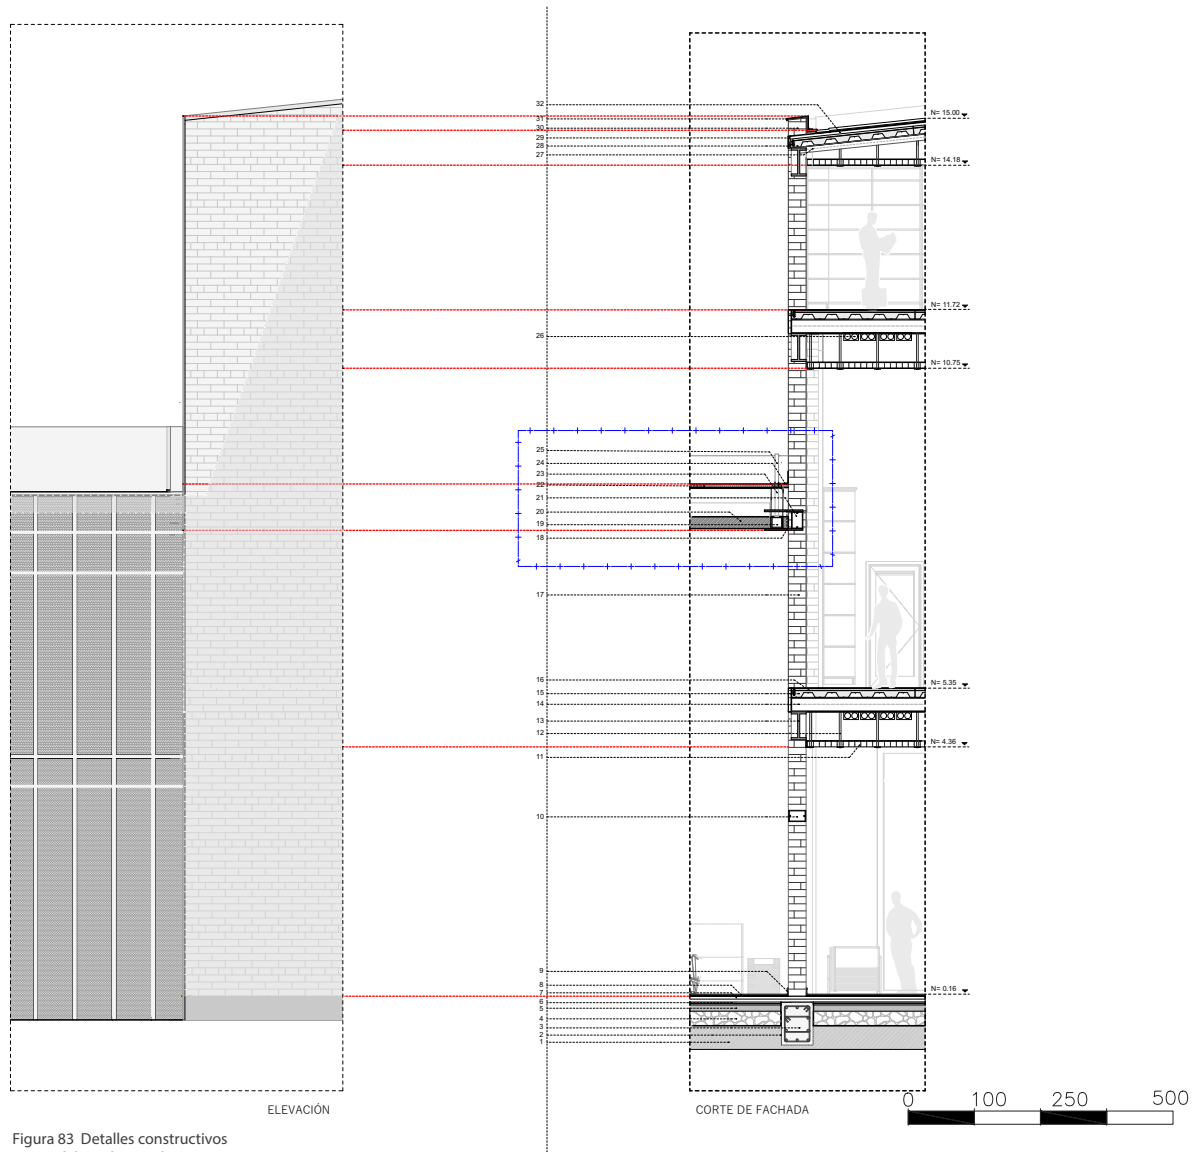 32
31
30
29
28
27
N= 15.00
N= 14.18
N= 11.72
26
N= 10.75
25
24
23
22
21
20
19
18
17
16
15
14
13
12
11
N= 5.35
N= 4.36
10
9
8
7
6
5
4
3
2
1
N= 0.16
ELEVACIÓN
CORTE DE FACHADA
0 100 250 500
Figura 83 Detalles constructivos